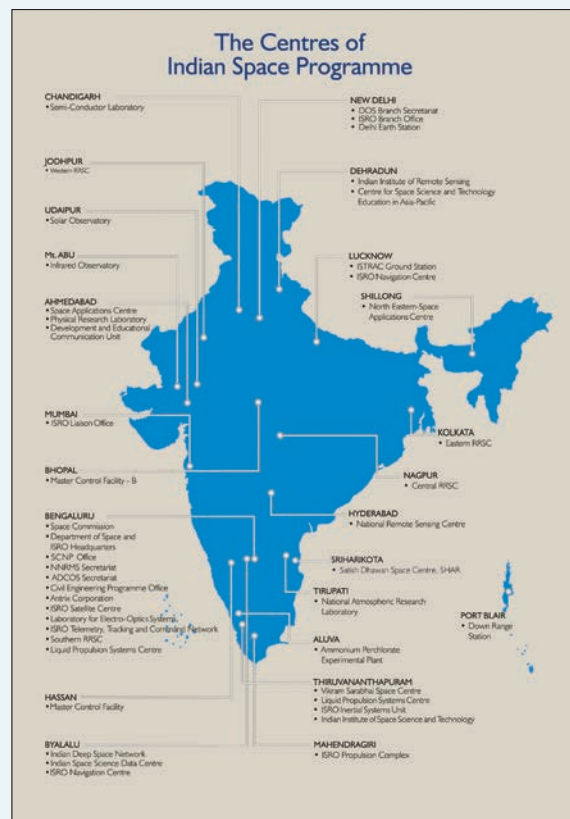 The Centres of
Indian Space Programme
CHANDIGARH
• Semi-Conductor Laboratory
JODHPUR
• Western RRSC
UDAIPUR
• Solar Observatory
Mt. ABU
• Infrared Observatory
AHMEDABAD
• Space Applications Centre
• Physical Research Laboratory
• Development and Educational
Communication Unit
MUMBAI
• ISRO Liaison Office
BHOPAL
• Master Control Facility - B
BENGALURU
• Space Commission
• Department of Space and
ISRO Headquarters
• SCNP Office
• NNRMS Secretariat
• ADCOS Secretariat
• Civil Engineering Programme Office
• Antrix Corporation
• ISRO Satellite Centre
• Laboratory for Electro-Optics Systems
• ISRO Telemetry, Tracking and Command Network
• Southern RRSC
• Liquid Propulsion Systems Centre
HASSAN
• Master Control Facility
BYALALU
• Indian Deep Space Network
• Indian Space Science Data Centre
• ISRO Navigation Centre
NEW DELHI
• DOS Branch Secretariat
• ISRO Branch Office
• Delhi Earth Station
DEHRADUN
• Indian Institute of Remote Sensing
• Centre for Space Science and Technology
Education in Asia-Pacific
LUCKNOW
• ISTRAC Ground Station
• ISRO Navigation Centre
SHILLONG
• North Eastern-Space
Applications Centre
KOLKATA
• Eastern RRSC
NAGPUR
• Central RRSC
HYDERABAD
• National Remote Sensing Centre
SRIHARIKOTA
• Satish Dhawan Space Centre, SHAR
TIRUPATI
• National Atmospheric Research
Laboratory
PORT BLAIR
• Down Range
Station
ALUVA
• Ammonium Perchlorate
Experimental Plant
THIRUVANANTHAPURAM
• Vikram Sarabhai Space Centre
• Liquid Propulsion Systems Centre
• ISRO Inertial Systems Unit
• Indian Institute of Space Science and Technology
MAHENDRAGIRI
• ISRO Propulsion Complex